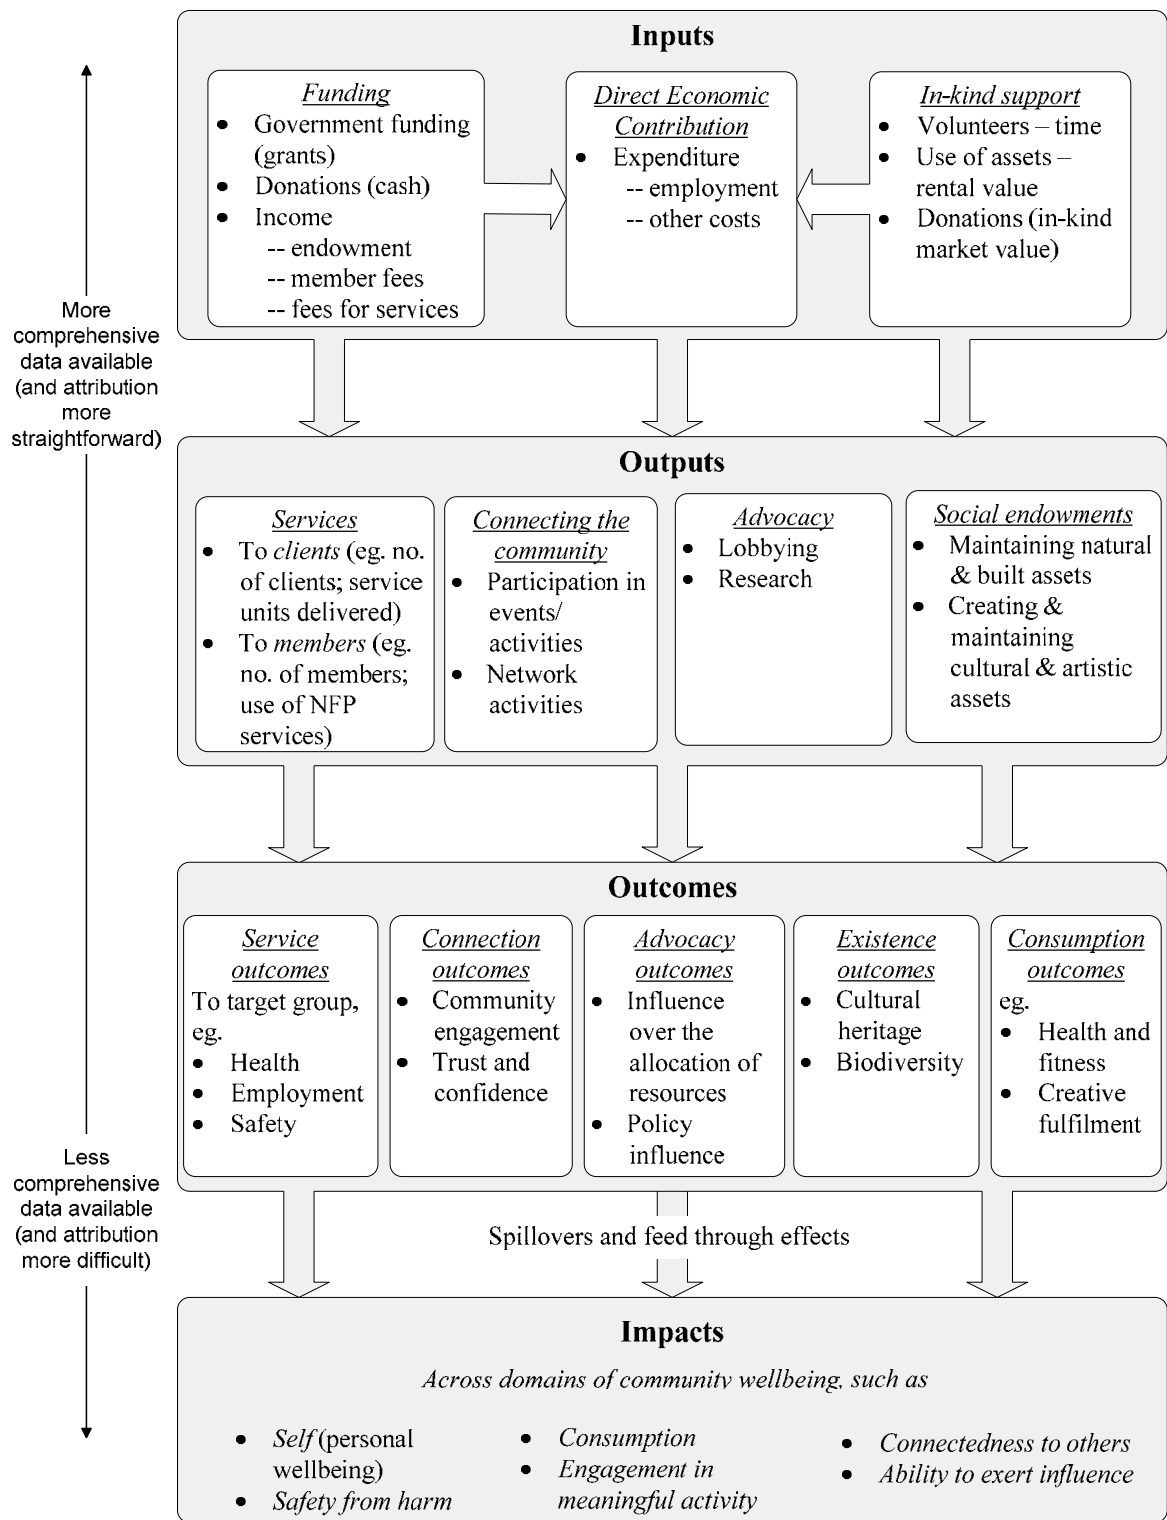 Inputs
Funding
• Government funding
(grants)
• Donations (cash)
• Income
-- endowment
-- member fees
-- fees for services
Direct Economic
Contribution
• Expenditure
-- employment
-- other costs
In-kind support
• Volunteers – time
• Use of assets –
rental value
• Donations (in-kind
market value)
More
comprehensive
data available
(and attribution
more
straightforward)
Outputs
Services
• To clients (eg. no.
of clients; service
units delivered)
• To members (eg.
no. of members;
use of NFP
services)
Connecting the
community
• Participation in
events/
activities
• Network
activities
Advocacy
• Lobbying
• Research
Social endowments
• Maintaining natural
& built assets
• Creating &
maintaining
cultural & artistic
assets
Outcomes
Service
outcomes
To target group,
eg.
• Health
• Employment
• Safety
Connection
outcomes
• Community
engagement
• Trust and
confidence
Advocacy
outcomes
• Influence
over the
allocation of
resources
• Policy
influence
Existence
outcomes
• Cultural
heritage
• Biodiversity
Consumption
outcomes
eg.
• Health and
fitness
• Creative
fulfilment
Less
comprehensive
data available
(and attribution
more difficult)
Spillovers and feed through effects
Impacts
Across domains of community wellbeing, such as
• Self (personal
wellbeing)
• Safety from harm
• Consumption
• Engagement in
meaningful activity
• Connectedness to others
• Ability to exert influence